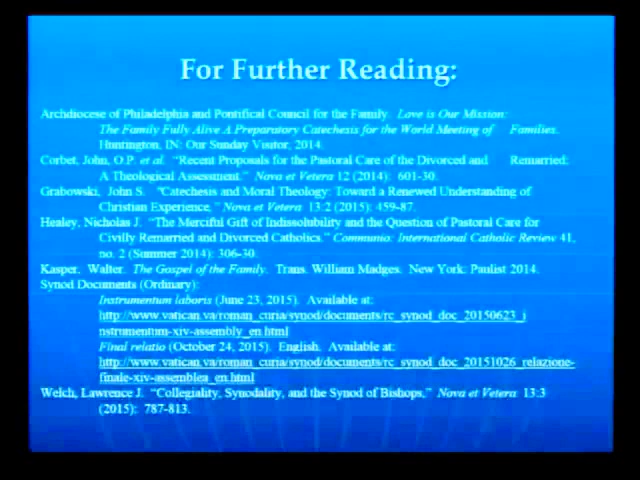 For Further Reading:
Archdiocese of Philadelphia and Pontifical Council for the Family. Love is Our Mission:
The Family Fully Alive A Preparatory Catechesis for the World Meeting of Families.
Huntington, IN: Our Sunday Visitor, 2014.
Corbet, John, O.P. et al. "Recent Proposals for the Pastoral Care of the Divorced and Remarried:
A Theological Assessment." Nova et Vetera 12 (2014): 601-30.
Grabowski, John S. "Catechesis and Moral Theology: Toward a Renewed Understanding of
Christian Experience," Nova et Vetera 13:2 (2015): 459-87.
Healey, Nicholas J. "The Merciful Gift of Indissolubility and the Question of Pastoral Care for
Civilly Remarried and Divorced Catholics." Communio: International Catholic Review 41,
no. 2 (Summer 2014): 306-30.
Kasper, Walter. The Gospel of the Family. Trans. William Madges. New York: Paulist 2014.
Synod Documents (Ordinary):
Instrumentum laboris (June 23, 2015). Available at:
http://www.vatican.va/roman_curia/synod/documents/rc_synod_doc_20150623_i
nstrumentum-xiv-assembly_en.html
Final relatio (October 24, 2015). English. Available at:
http://www.vatican.va/roman_curia/synod/documents/rc_synod_doc_20151026_relazione-
finale-xiv-assemblea_en.html
Welch, Lawrence J. "Collegiality, Synodality, and the Synod of Bishops," Nova et Vetera 13:3
(2015): 787-813.